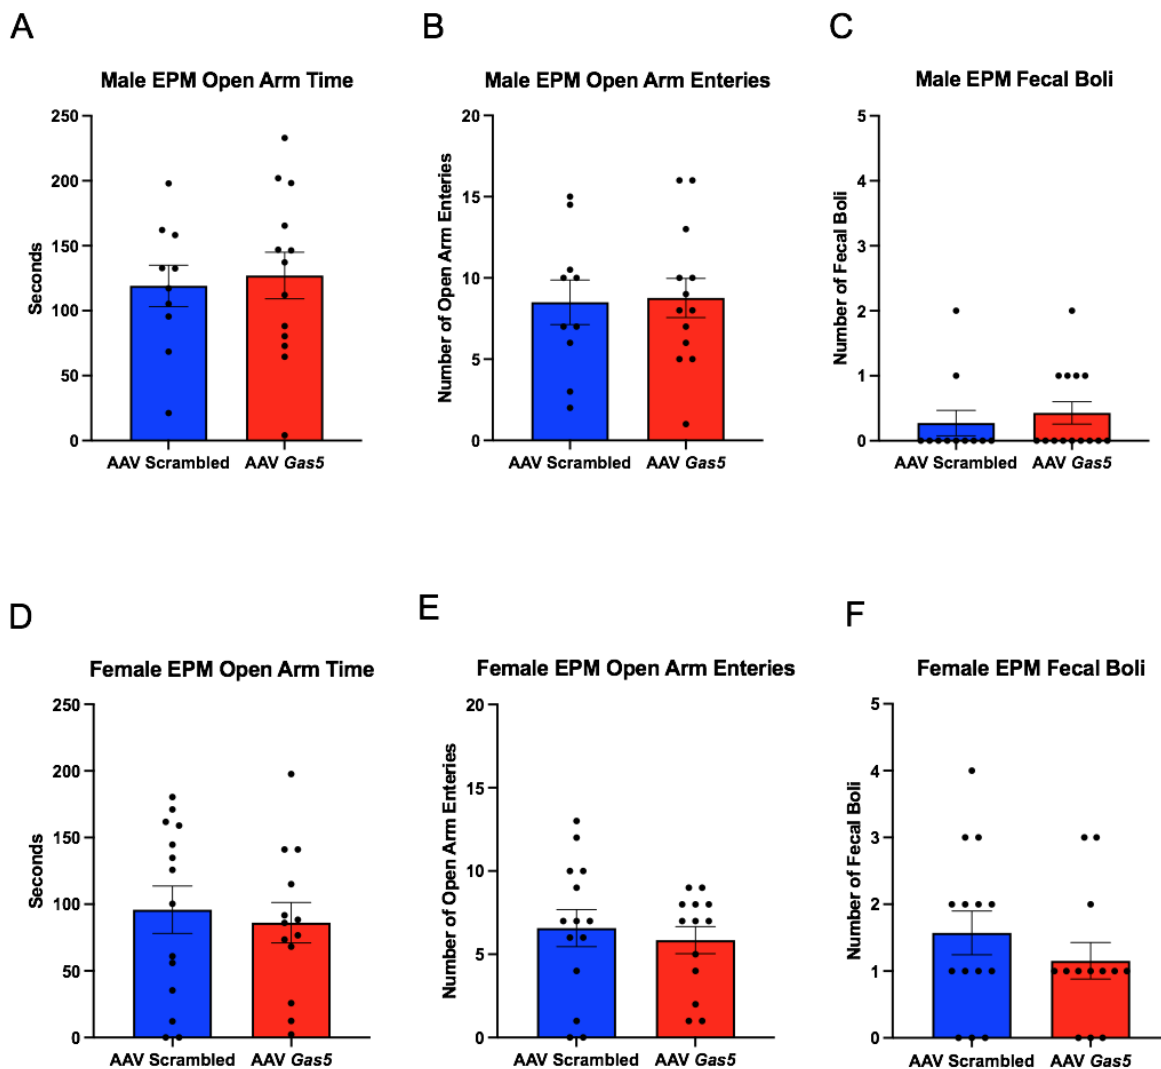 A
B
C
Male EPM Open Arm Time
Male EPM Open Arm Enteries
Male EPM Fecal Boli
Seconds
250
200
150
100
50
0
AAV Scrambled
AAV Gas5
Number of Open Arm Enteries
20
15
10
5
0
AAV Scrambled
AAV Gas5
Number of Fecal Boli
5
4
3
2
1
0
AAV Scrambled
AAV Gas5
D
E
F
Female EPM Open Arm Time
Female EPM Open Arm Enteries
Female EPM Fecal Boli
Seconds
250
200
150
100
50
0
AAV Scrambled
AAV Gas5
Number of Open Arm Enteries
20
15
10
5
0
AAV Scrambled
AAV Gas5
Number of Fecal Boli
5
4
3
2
1
0
AAV Scrambled
AAV Gas5